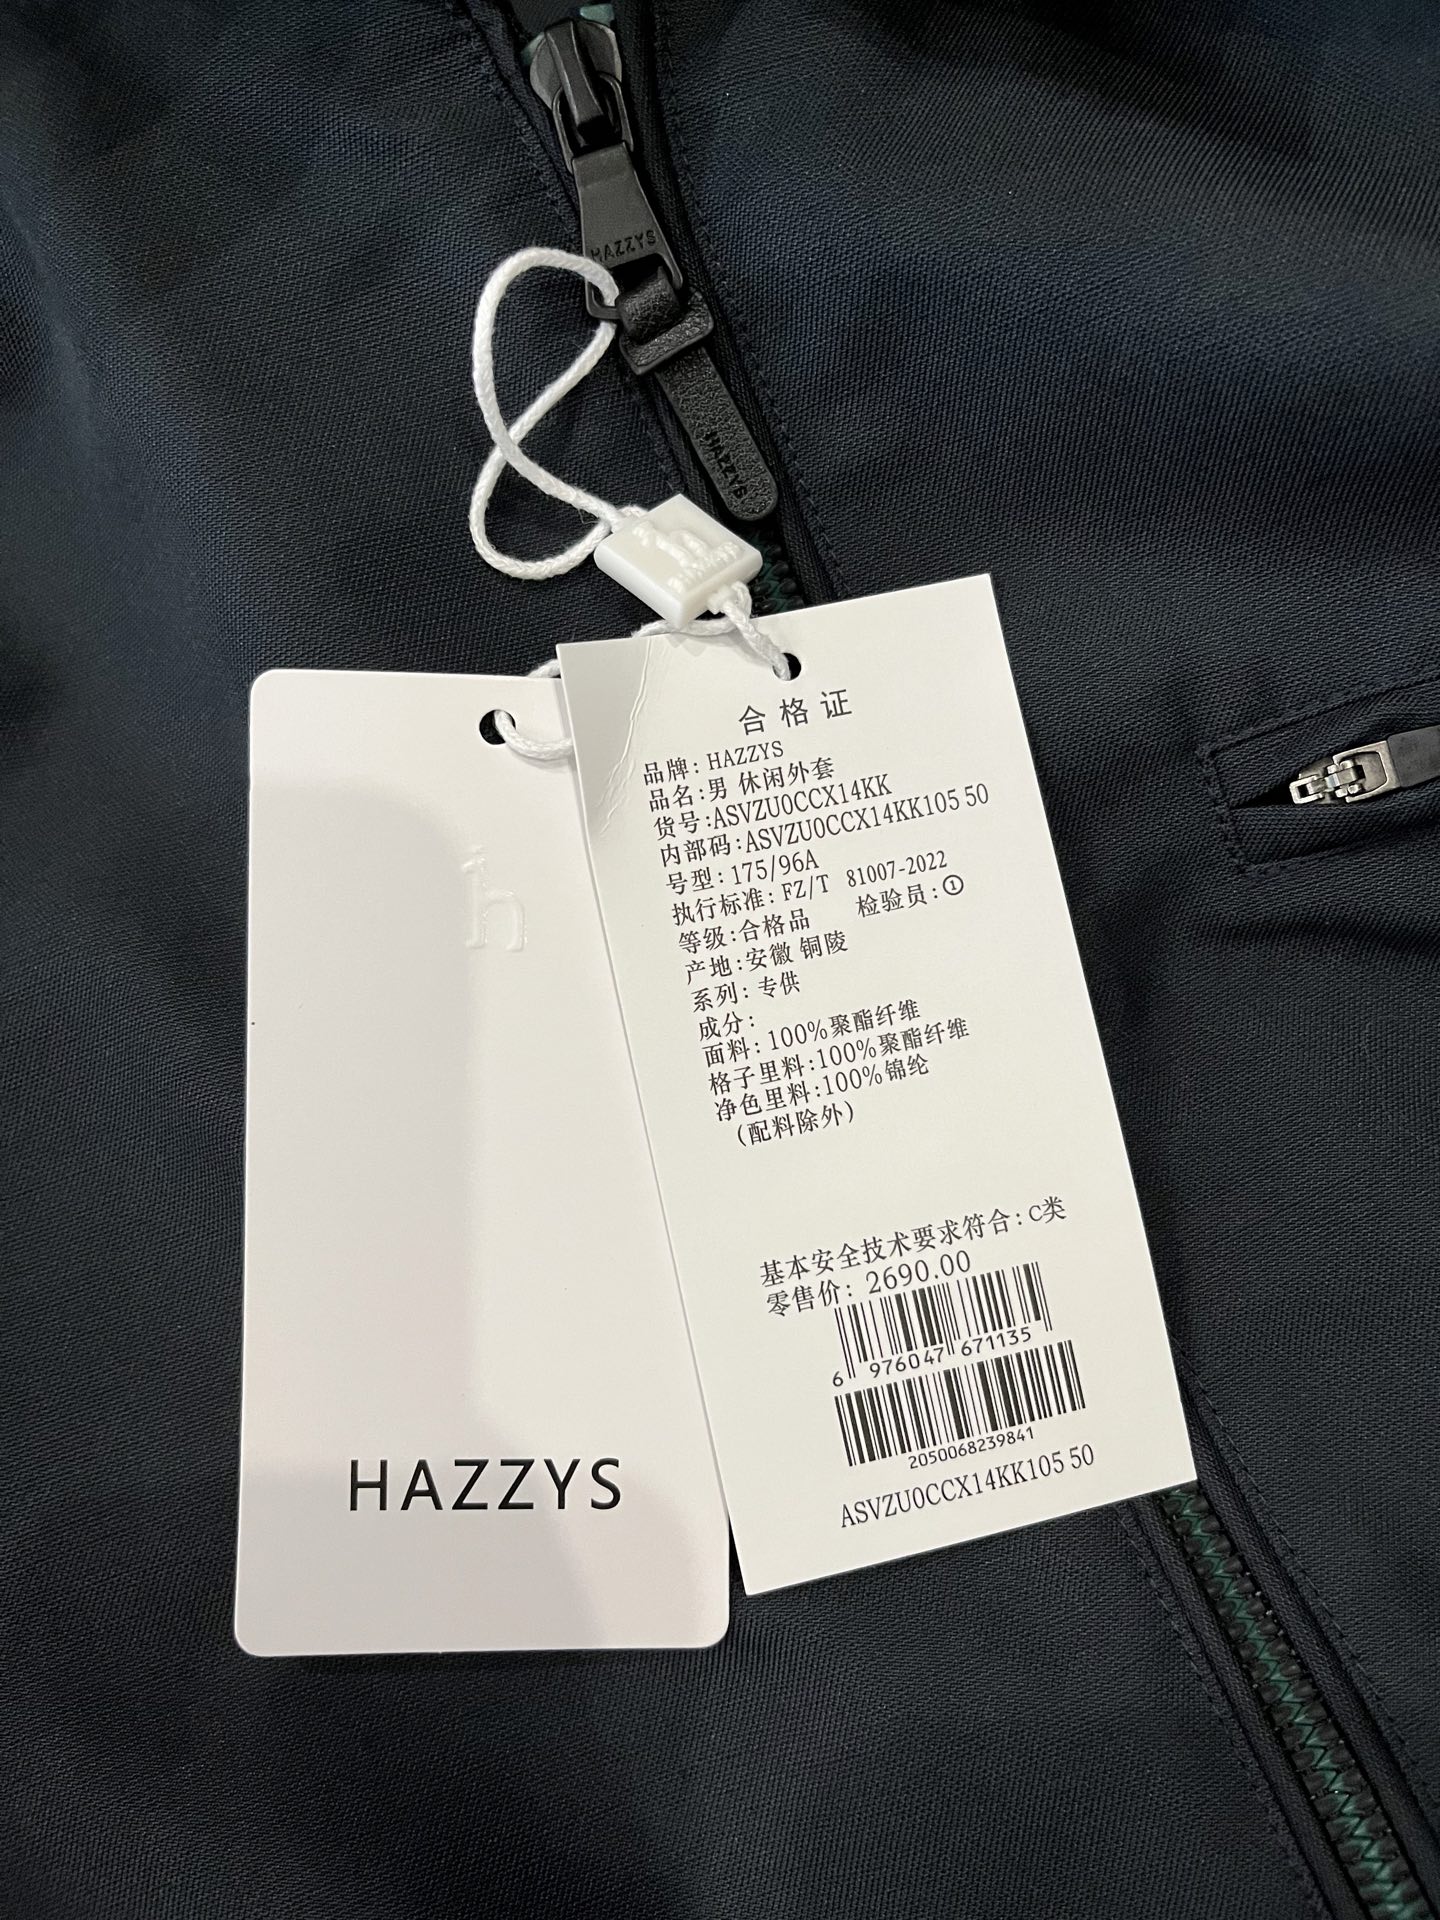 HAZZYS
HAZZYS
合格证
品牌: HAZZYS
品名:男 休闲外套
货号:ASVZU0CCX14KK
内部码:ASVZU0CCX14KK105 50
号型:175/96A
执行标准: FZ/T 81007-2022
等级:合格品 检验员:①
产地:安徽 铜陵
系列: 专供
成分:
面料: 100%聚酯纤维
格子里料:100%聚酯纤维
净色里料:100%锦纶
(配料除外)
基本安全技术要求符合: C类
零售价: 2690.00
6 976047 671135
2050068239841
ASVZU0CCX14KK105 50
h
HAZZYS